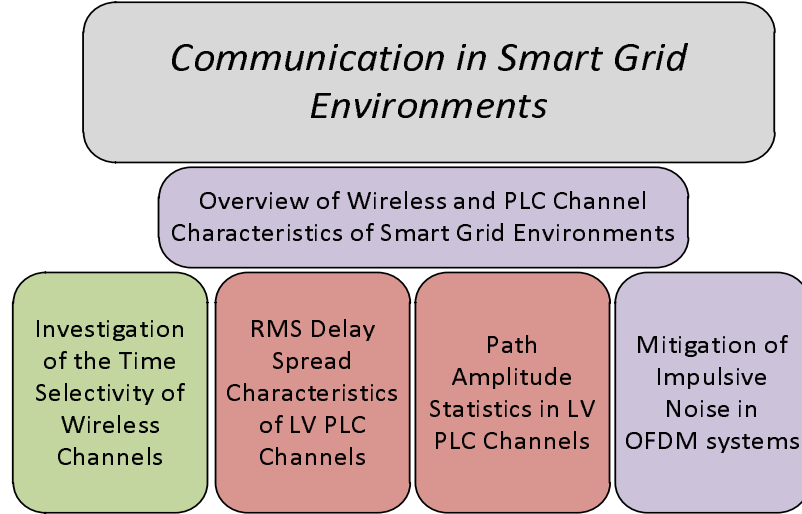 Communication in Smart Grid
Environments
Overview of Wireless and PLC Channel
Characteristics of Smart Grid Environments
Investigation
of the Time
Selectivity of
Wireless
Channels
RMS Delay
Spread
Characteristics
of LV PLC
Channels
Path
Amplitude
Statistics in LV
PLC Channels
Mitigation of
Impulsive
Noise in
OFDM systems